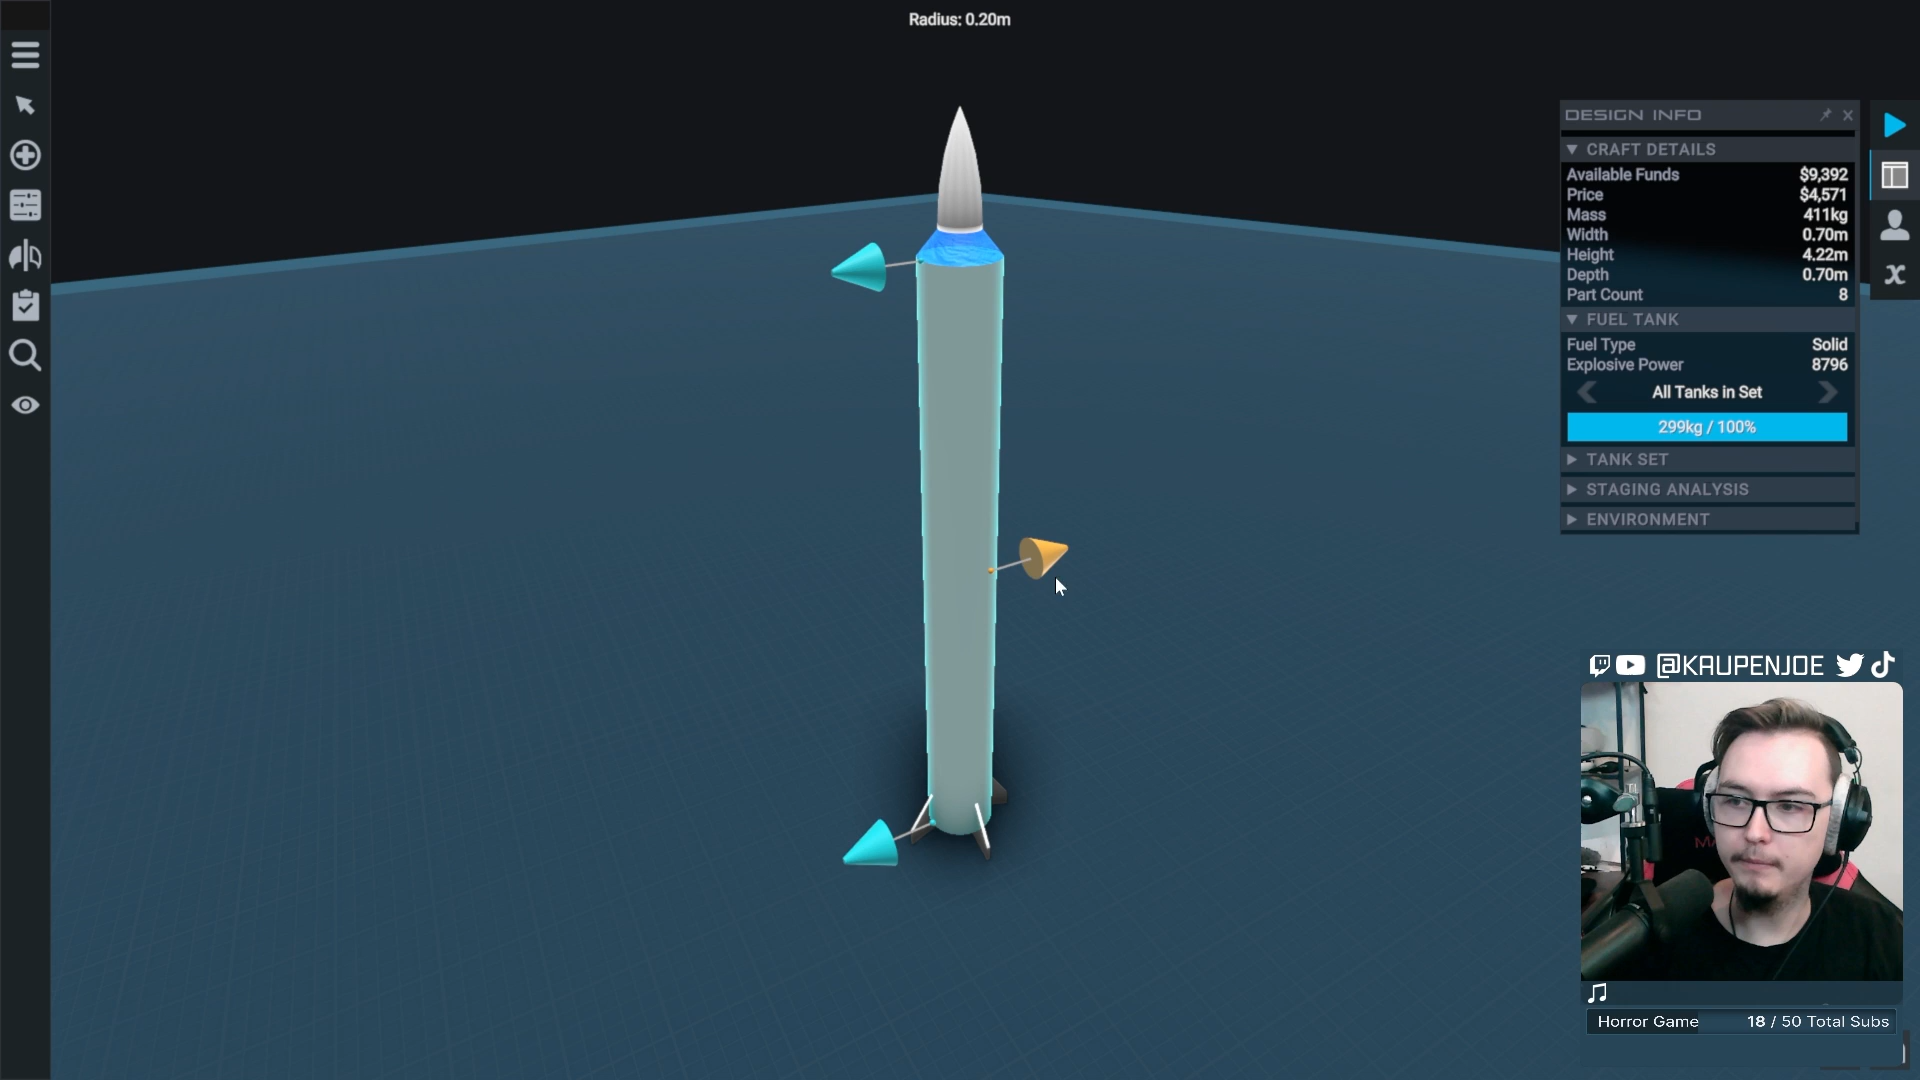 Radius: 0.20m
DESIGN INFO
CRAFT DETAILS
Available Funds $9,392
Price $4,571
Mass 411kg
Width 0.70m
Height 4.22m
Depth 0.70m
Part Count 8
FUEL TANK
Fuel Type Solid
Explosive Power 8796
All Tanks in Set
299kg / 100%
TANK SET
STAGING ANALYSIS
ENVIRONMENT
@KAUPENJOE
Horror Game 18 / 50 Total Subs